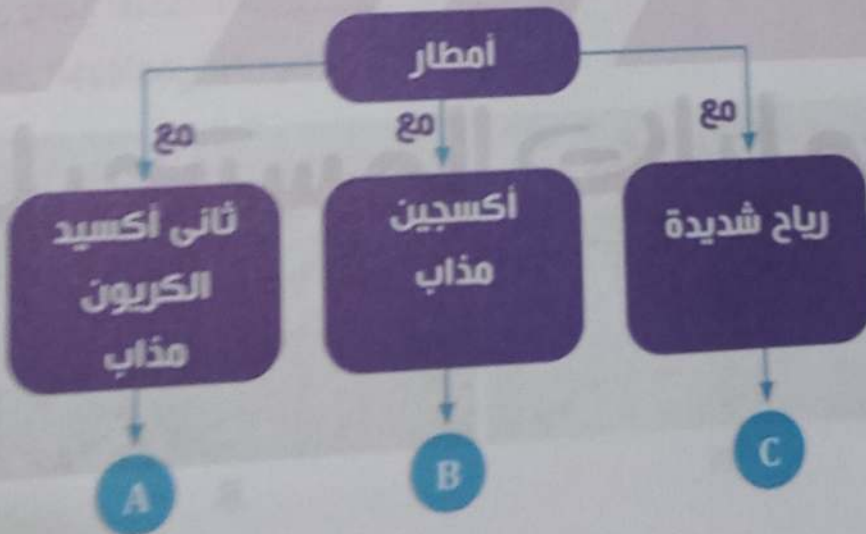 أمطار
مع
مع
مع
رياح شديدة
أكسجين
مذاب
ثانى أكسيد
الكربون
مذاب
C
B
A